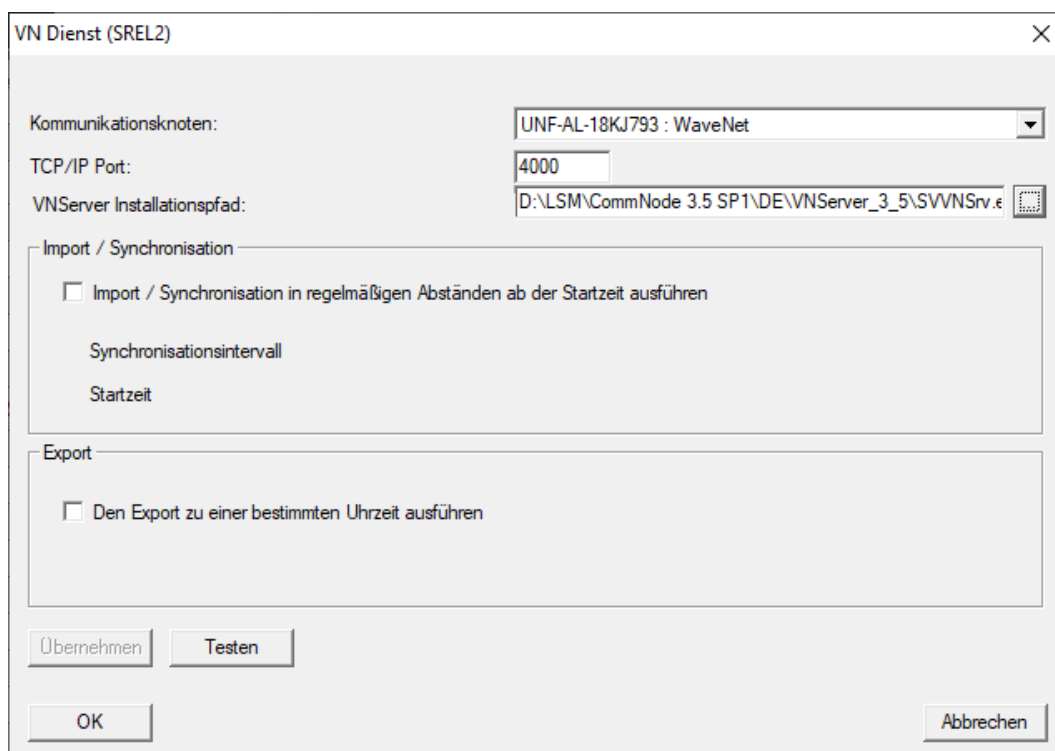 VN Dienst (SREL2)
Kommunikationsknoten:
UNF-AL-18KJ793 : WaveNet
TCP/IP Port:
4000
VNServer Installationspfad:
D:\LSM\CommNode 3.5 SP1\DE\VNServer_3_5\SVVNSrv.e
...
Import / Synchronisation
Import / Synchronisation in regelmäßigen Abständen ab der Startzeit ausführen
Synchronisationsintervall
Startzeit
Export
Den Export zu einer bestimmten Uhrzeit ausführen
Übernehmen
Testen
OK
Abbrechen